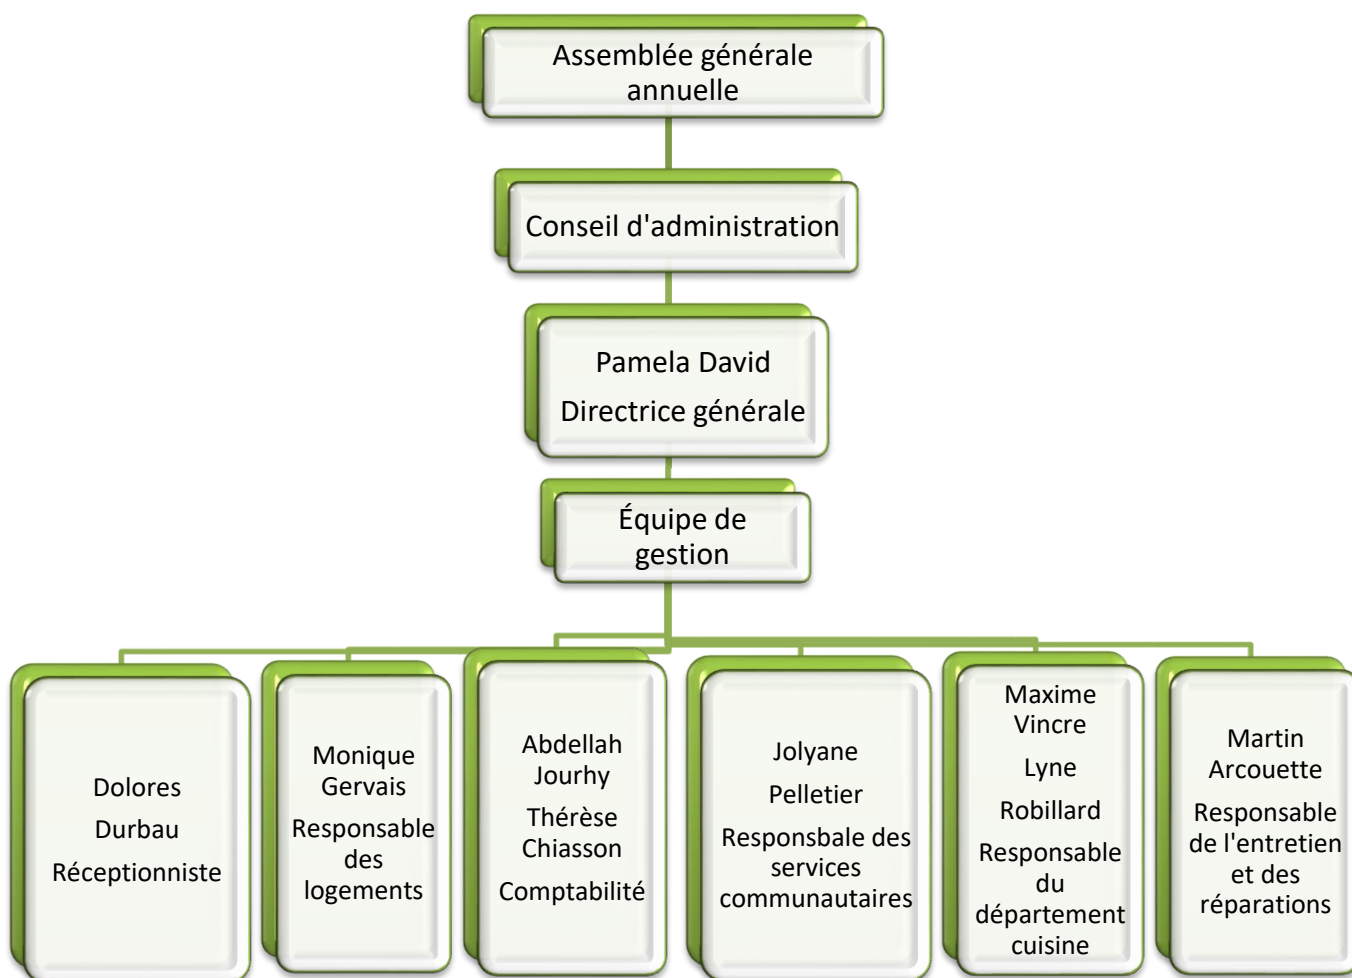 Assemblée générale
annuelle
Conseil d'administration
Pamela David
Directrice générale
Équipe de
gestion
Dolores
Durbau
Réceptionniste
Monique
Gervais
Responsable
des
logements
Abdellah
Jourhy
Thérèse
Chiasson
Comptabilité
Jolyane
Pelletier
Responsbale des
services
communautaires
Maxime
Vincre
Lyne
Robillard
Responsable
du
département
cuisine
Martin
Arcouette
Responsable
de l'entretien
et des
réparations